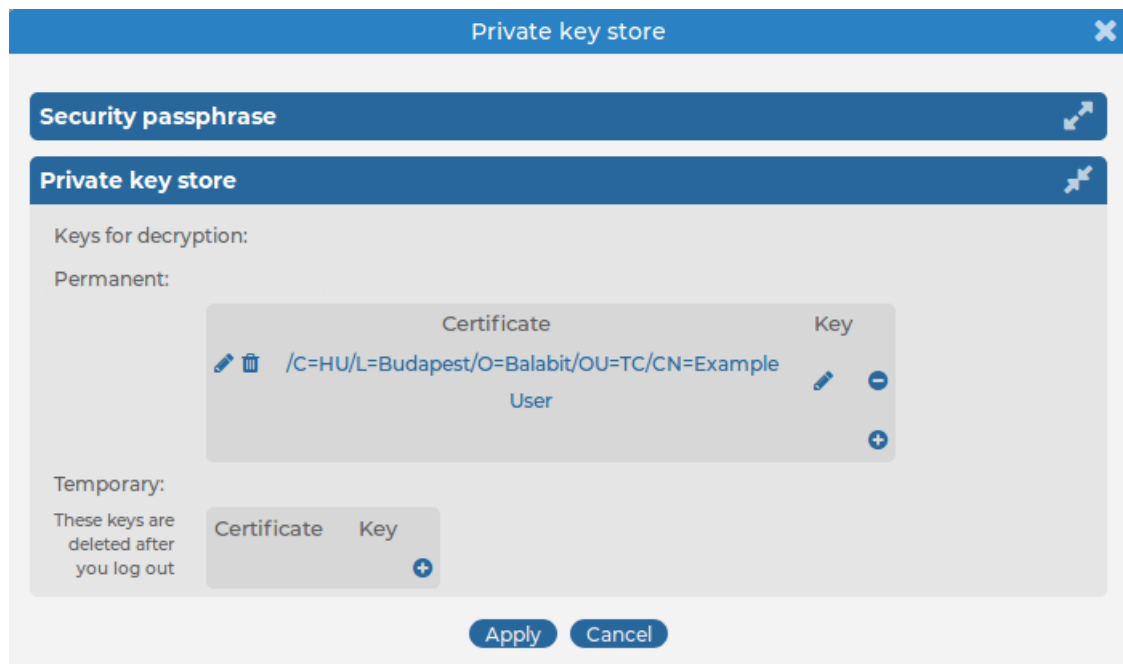 Private key store
Security passphrase
Private key store
Keys for decryption:
Permanent:
Certificate Key
/C=HU/L=Budapest/O=Balabit/OU=TC/CN=Example
User
Temporary:
These keys are
deleted after
you log out
Certificate Key
Apply Cancel